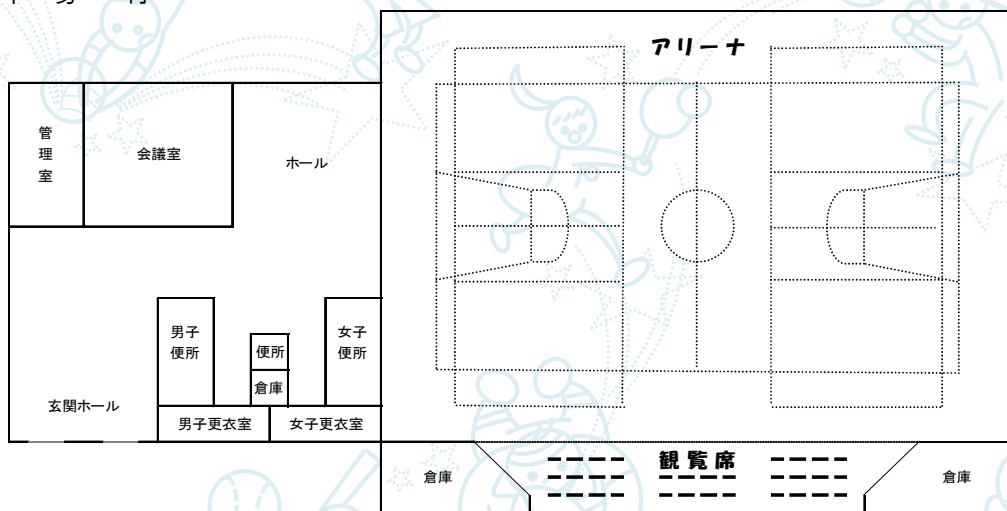 アリーナ
管理室
会議室
ホール
男子
便所
便所
女子
便所
倉庫
玄関ホール
男子更衣室
女子更衣室
倉庫
観覧席
倉庫